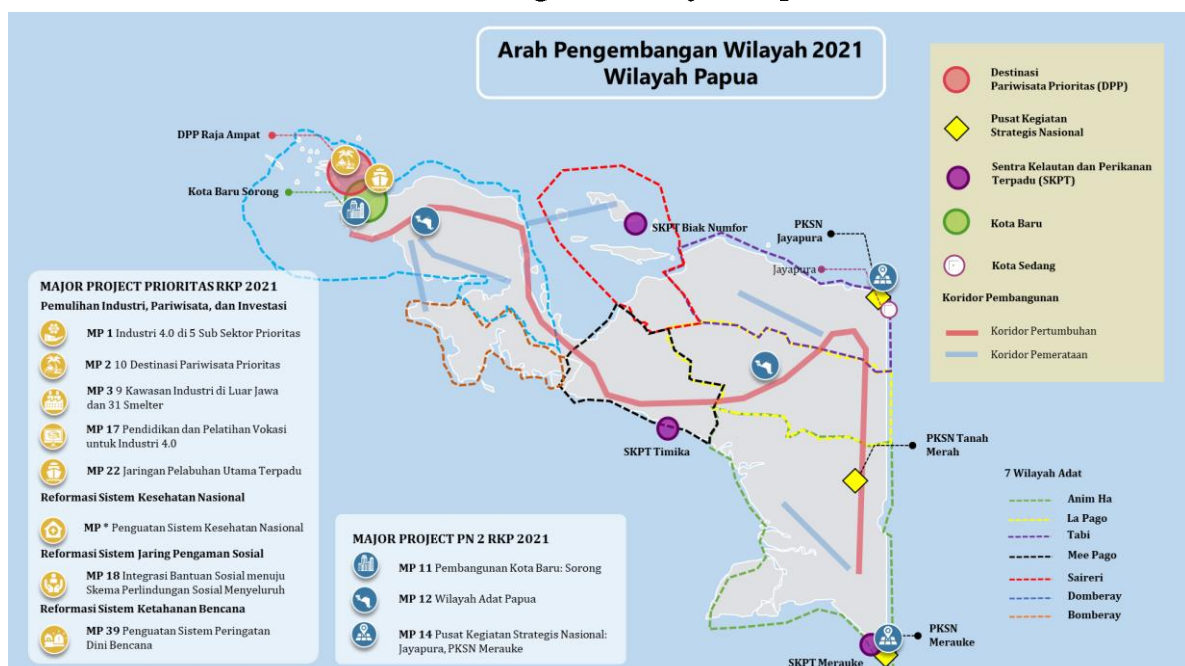 Arah Pengembangan Wilayah 2021
Wilayah Papua
Destinasi
Pariwisata Prioritas (DPP)
Pusat Kegiatan
Strategis Nasional
Sentra Kelautan dan Perikanan
Terpadu (SKPT)
Kota Baru
Kota Sedang
Koridor Pembangunan
Koridor Pertumbuhan
Koridor Pemerataan
DPP Raja Ampat
Kota Baru Sorong
SKPT Biak Numfor
PKSN
Jayapura
Jayapura
SKPT Timika
PKSN Tanah
Merah
PKSN
Merauke
SKPT Merauke
7 Wilayah Adat
Anim Ha
La Pago
Tabi
Mee Pago
Saireri
Domberay
Bomberay
MAJOR PROJECT PRIORITAS RKP 2021
Pemulihan Industri, Pariwisata, dan Investasi
MP 1 Industri 4.0 di 5 Sub Sektor Prioritas
MP 2 10 Destinasi Pariwisata Prioritas
MP 3 9 Kawasan Industri di Luar Jawa
dan 31 Smelter
MP 17 Pendidikan dan Pelatihan Vokasi
untuk Industri 4.0
MP 22 Jaringan Pelabuhan Utama Terpadu
Reformasi Sistem Kesehatan Nasional
MP * Penguatan Sistem Kesehatan Nasional
Reformasi Sistem Jaring Pengaman Sosial
MP 18 Integrasi Bantuan Sosial menuju
Skema Perlindungan Sosial Menyeluruh
Reformasi Sistem Ketahanan Bencana
MP 39 Penguatan Sistem Peringatan
Dini Bencana
MAJOR PROJECT PN 2 RKP 2021
MP 11 Pembangunan Kota Baru: Sorong
MP 12 Wilayah Adat Papua
MP 14 Pusat Kegiatan Strategis Nasional:
Jayapura, PKSN Merauke